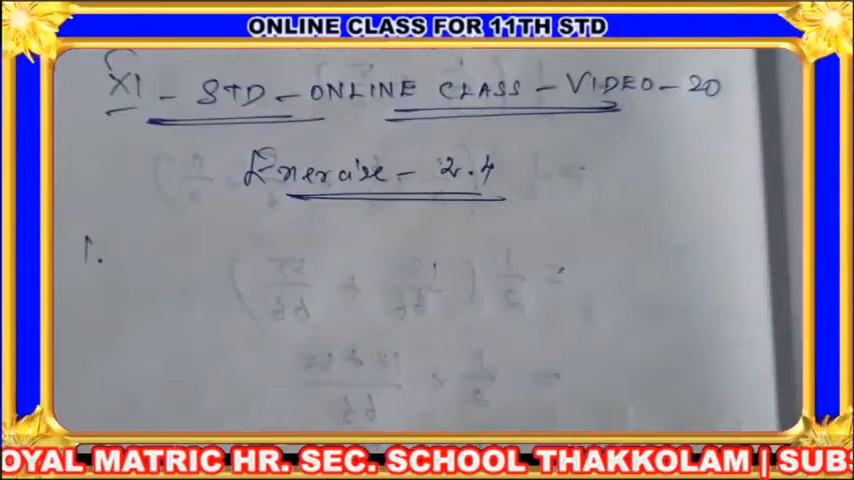 ONLINE CLASS FOR 11TH STD
XI - STD - ONLINE CLASS - VIDEO - 20
Exercise - 2.4
1.
OYAL MATRIC HR. SEC. SCHOOL THAKKOLAM | SUBS